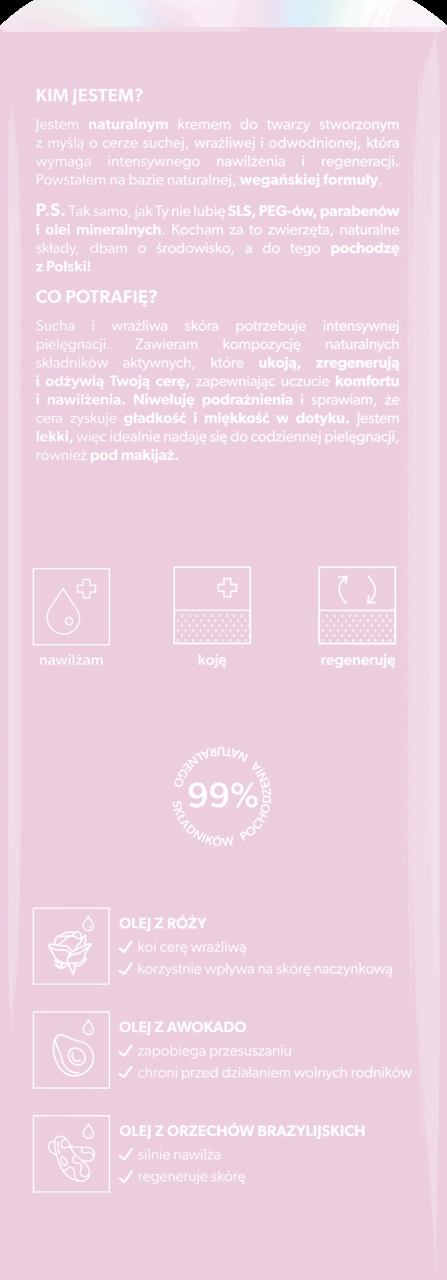 KIM JESTEM?
Jestem naturalnym kremem do twarzy stworzonym
z myślą o cerze suchej, wrażliwej i odwodnionej, która
wymaga intensywnego nawilżenia i regeneracji.
Powstałem na bazie naturalnej, wegańskiej formuły.
P.S. Tak samo, jak Ty nie lubię SLS, PEG-ów, parabenów
i olei mineralnych. Kocham za to zwierzęta, naturalne
składy, dbam o środowisko, a do tego pochodzę
z Polski!
CO POTRAFIĘ?
Sucha i wrażliwa skóra potrzebuje intensywnej
pielęgnacji. Zawieram kompozycję naturalnych
składników aktywnych, które ukoją, zregenerują
i odżywią Twoją cerę, zapewniając uczucie komfortu
i nawilżenia. Niweluję podrażnienia i sprawiam, że
cera zyskuje gładkość i miękkość w dotyku. Jestem
lekki, więc idealnie nadaję się do codziennej pielęgnacji,
również pod makijaż.
nawilżam
koję
regeneruję
99%
SKŁADNIKÓW POCHODZENIA NATURALNEGO
OLEJ Z RÓŻY
koi cerę wrażliwą
korzystnie wpływa na skórę naczynkową
OLEJ Z AWOKADO
zapobiega przesuszaniu
chroni przed działaniem wolnych rodników
OLEJ Z ORZECHÓW BRAZYLIJSKICH
silnie nawilża
regeneruje skórę